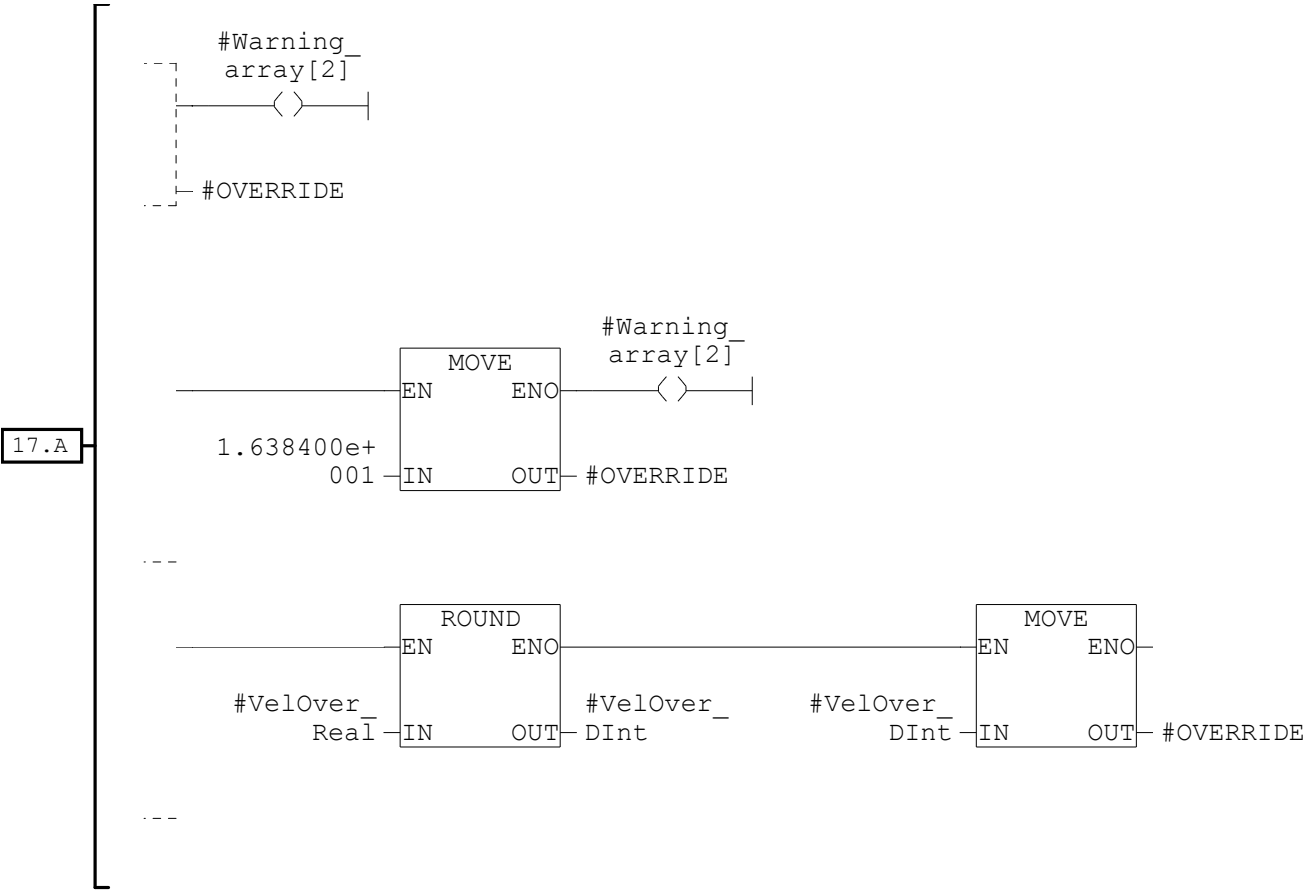 #Warning_
array[2]
#OVERRIDE
#Warning_
array[2]
MOVE
EN ENO
17.A
1.638400e+
001 IN OUT #OVERRIDE
ROUND MOVE
EN ENO EN ENO
#VelOver_ #VelOver_ #VelOver_
Real IN OUT DInt DInt IN OUT #OVERRIDE